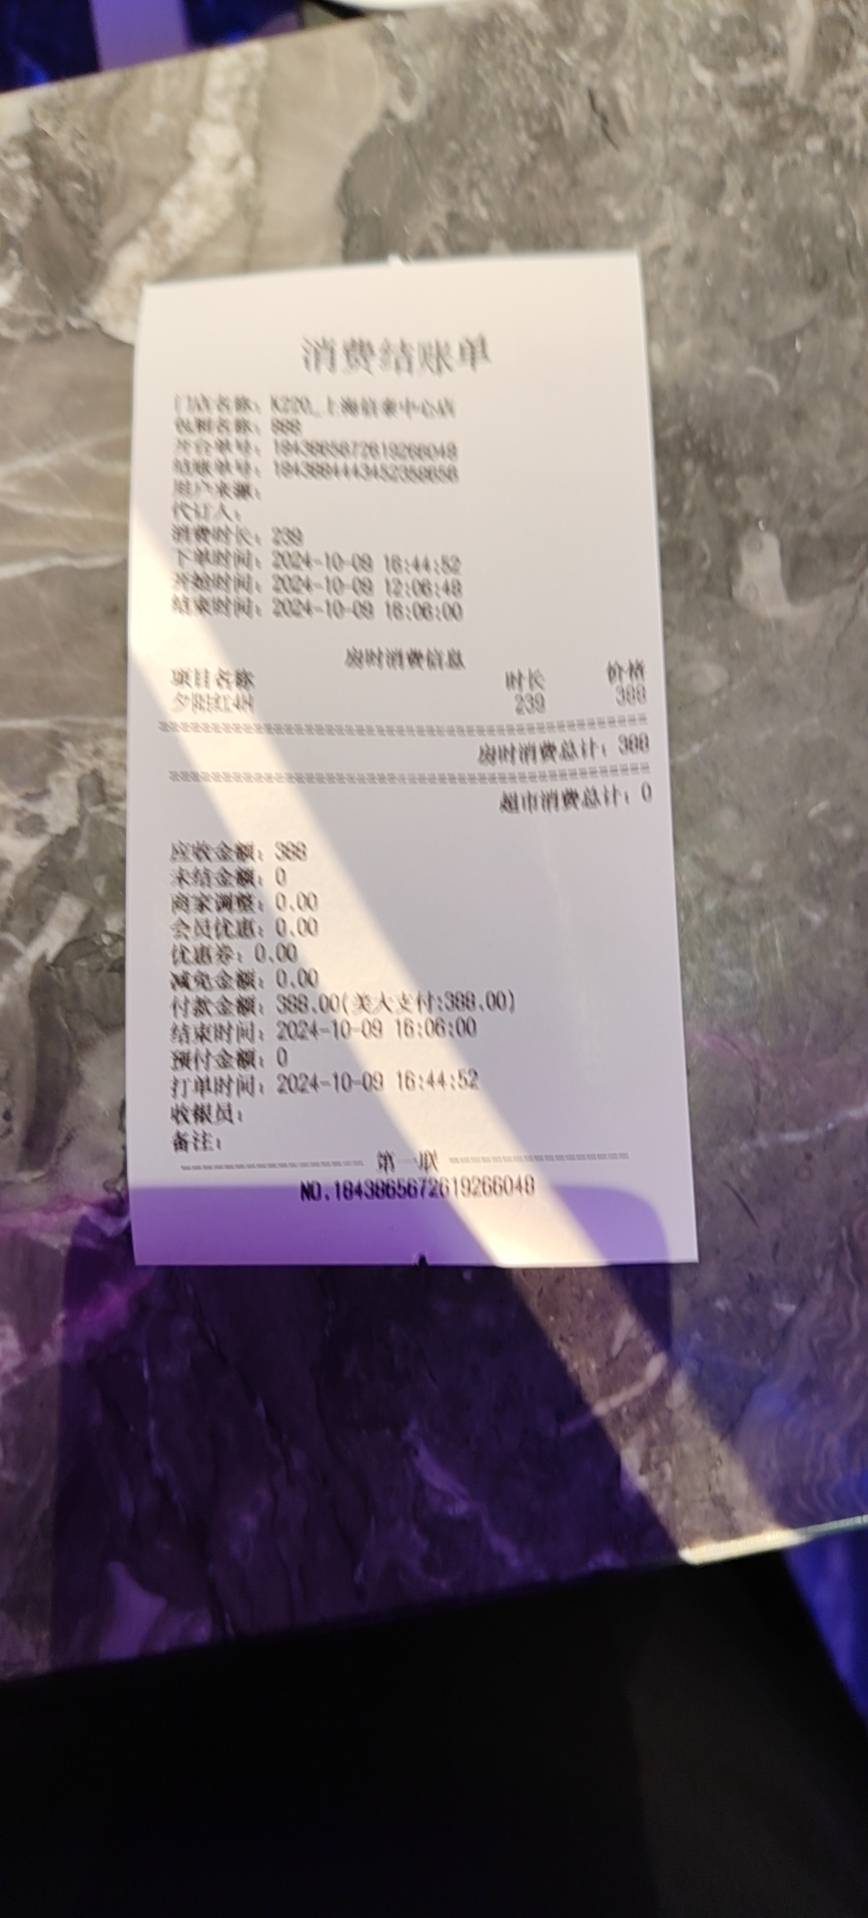 消费结账单
门店名称：K220_上海信泰中心店
包厢名称：888
开台单号：1843865672619266048
结账单号：
用户来源：
代订人：
消费时长：239
下单时间：2024-10-09 16:44:52
开始时间：2024-10-09 12:06:48
结束时间：2024-10-09 16:06:00
房时消费信息
项目名称 时长 价格
夕阳红4H 239 388
房时消费总计：388
超市消费总计：0
应收金额：388
未结金额：0
商家调整：0.00
会员优惠：0.00
优惠券：0.00
减免金额：0.00
付款金额：388.00(美大支付:388.00)
结束时间：2024-10-09 16:06:00
预付金额：0
打单时间：2024-10-09 16:44:52
收银员：
备注：
第一联
NO.1843865672619266048